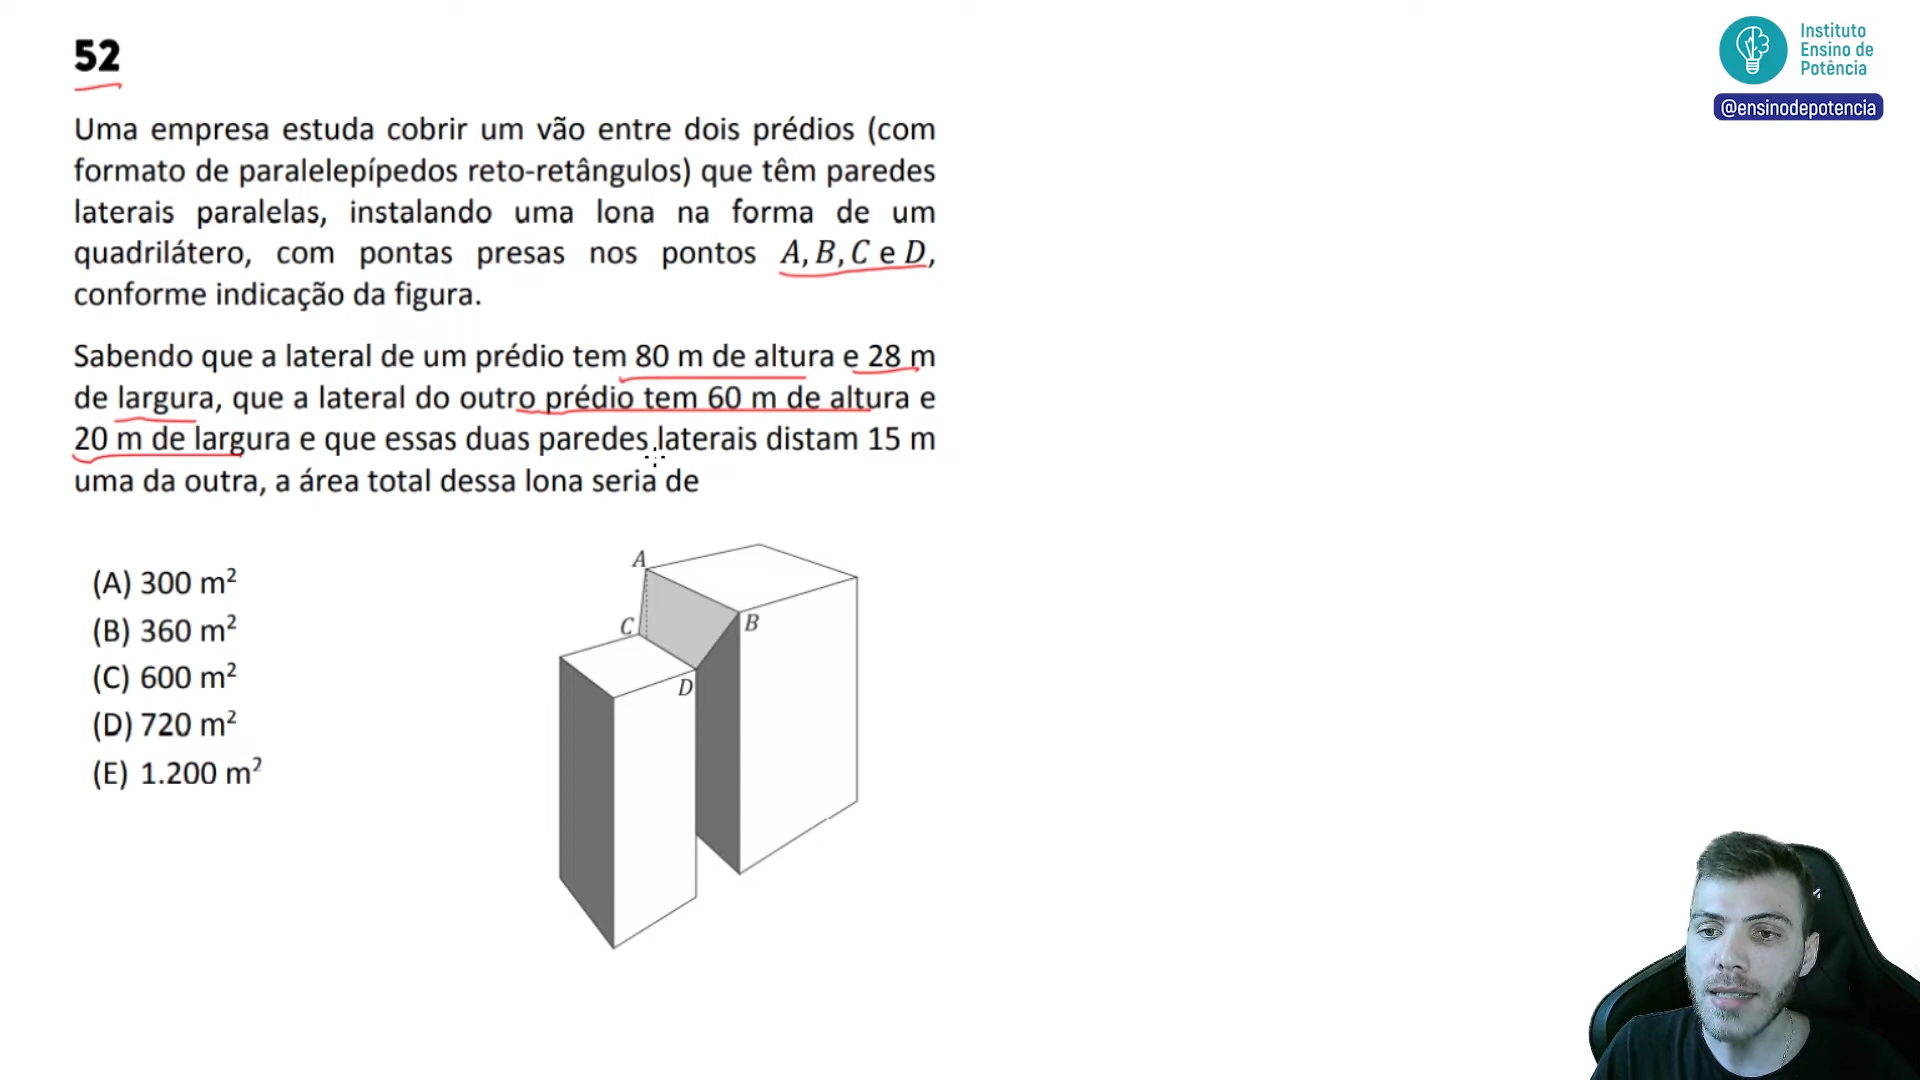 52
Instituto
Ensino de
Potência
@ensinodepotencia
Uma empresa estuda cobrir um vão entre dois prédios (com
formato de paralelepípedos reto-retângulos) que têm paredes
laterais paralelas, instalando uma lona na forma de um
quadrilátero, com pontas presas nos pontos A, B, C e D,
conforme indicação da figura.
Sabendo que a lateral de um prédio tem 80 m de altura e 28 m
de largura, que a lateral do outro prédio tem 60 m de altura e
20 m de largura e que essas duas paredes laterais distam 15 m
uma da outra, a área total dessa lona seria de
(A) 300 m²
(B) 360 m²
(C) 600 m²
(D) 720 m²
(E) 1.200 m²
A
B
C
D